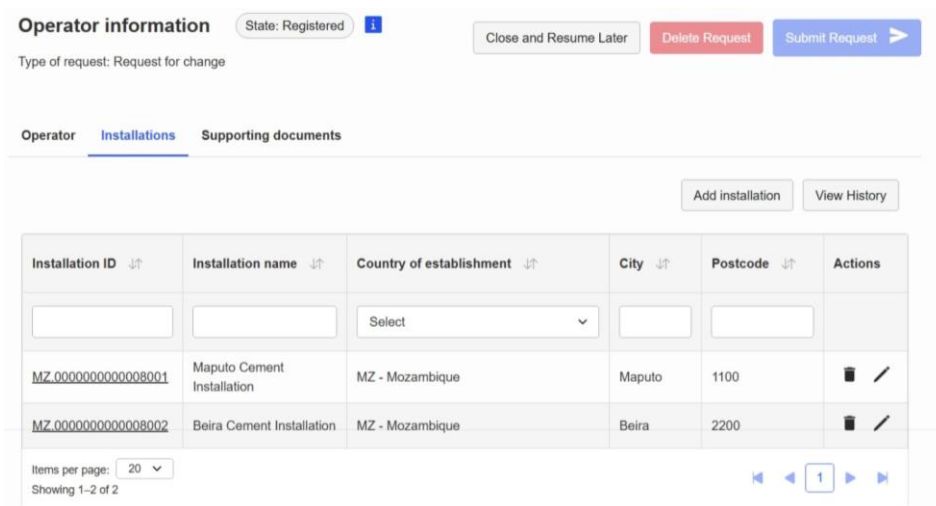 Operator information State: Registered i Close and Resume Later Delete Request Submit Request
Type of request: Request for change
Operator Installations Supporting documents
Add installation View History
Installation ID Installation name Country of establishment City Postcode Actions
Select
MZ.0000000000008001 Maputo Cement Installation MZ - Mozambique Maputo 1100
MZ.0000000000008002 Beira Cement Installation MZ - Mozambique Beira 2200
Items per page: 20
Showing 1–2 of 2 1